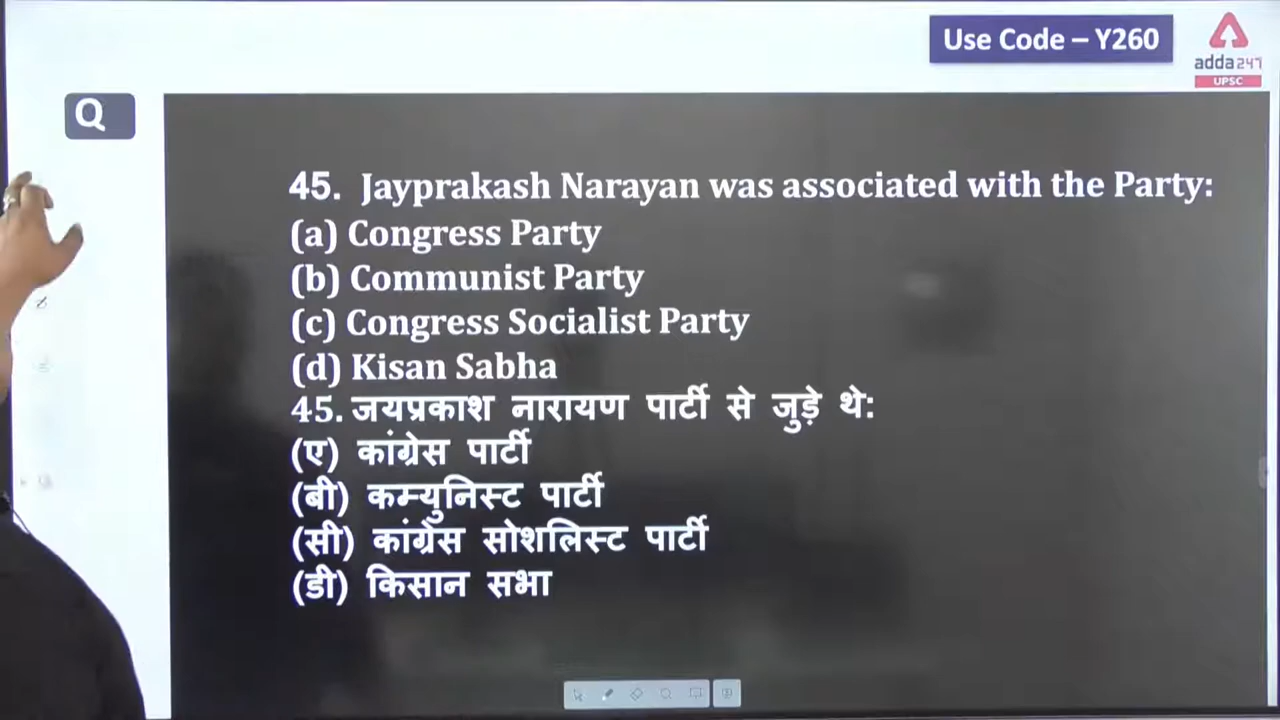 Use Code – Y260
adda247
UPSC
Q
45. Jayprakash Narayan was associated with the Party:
(a) Congress Party
(b) Communist Party
(c) Congress Socialist Party
(d) Kisan Sabha
45. जयप्रकाश नारायण पार्टी से जुड़े थे:
(ए) कांग्रेस पार्टी
(बी) कम्युनिस्ट पार्टी
(सी) कांग्रेस सोशलिस्ट पार्टी
(डी) किसान सभा